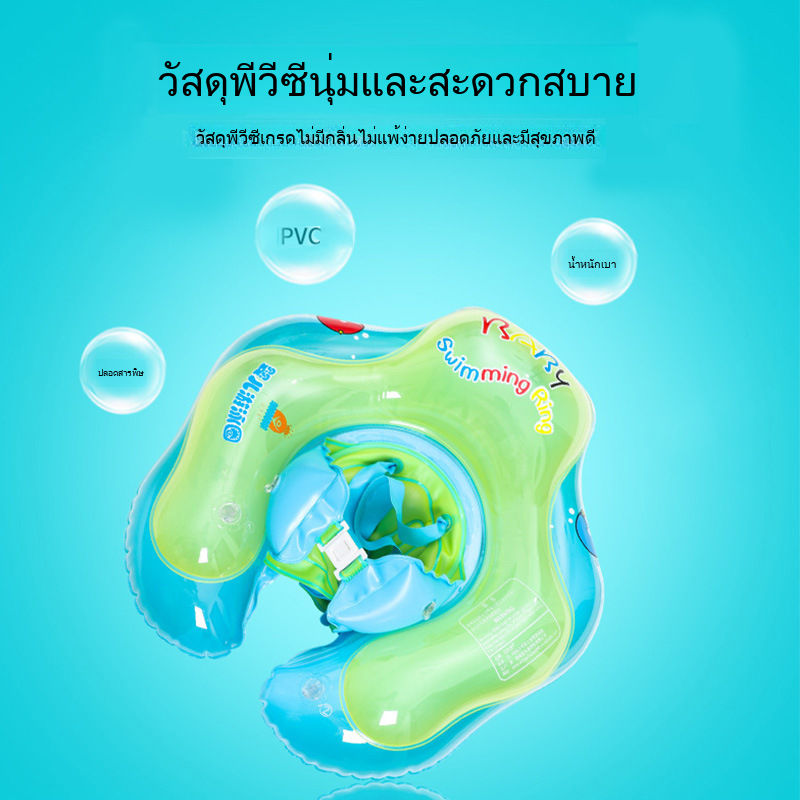 วัสดุพีวีซีนุ่มและสะดวกสบาย
วัสดุพีวีซีเกรดไม่มีกลิ่นไม่แพ้ง่ายปลอดภัยและมีสุขภาพดี
PVC
น้ำหนักเบา
ปลอดสารพิษ
BABY
Swimming Ring